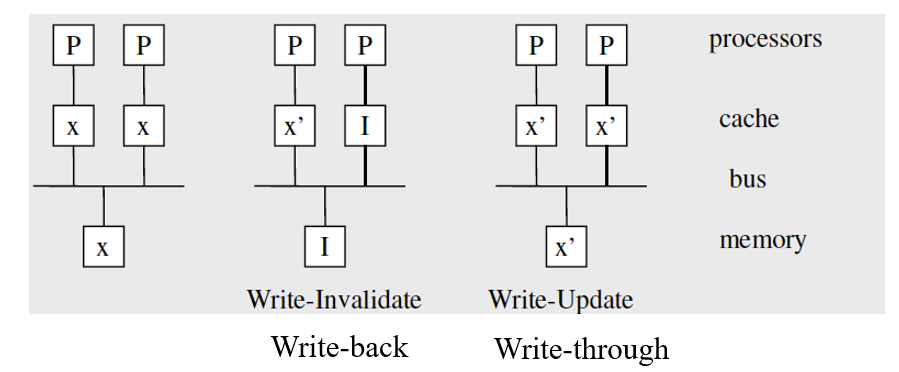 P P P P P P processors
x x x’ I x’ x’ cache
bus
x I x’ memory
Write-Invalidate Write-Update
Write-back Write-through